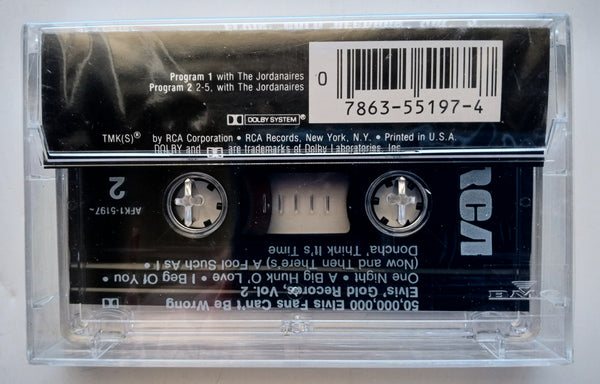 Program 1 with The Jordanaires
Program 2 2-5, with The Jordanaires
0 7863-55197-4
DOLBY SYSTEM®
TMK(S)® by RCA Corporation • RCA Records, New York, N.Y. • Printed in U.S.A.
DOLBY and are trademarks of Dolby Laboratories, Inc.
RCA
2
AFK1-5197
50,000,000 Elvis Fans Can't Be Wrong
Elvis' Gold Records, Vol. 2
One Night • A Big Hunk O' Love • I Beg Of You •
(Now and Then There's) A Fool Such As I •
Doncha' Think It's Time
BMG